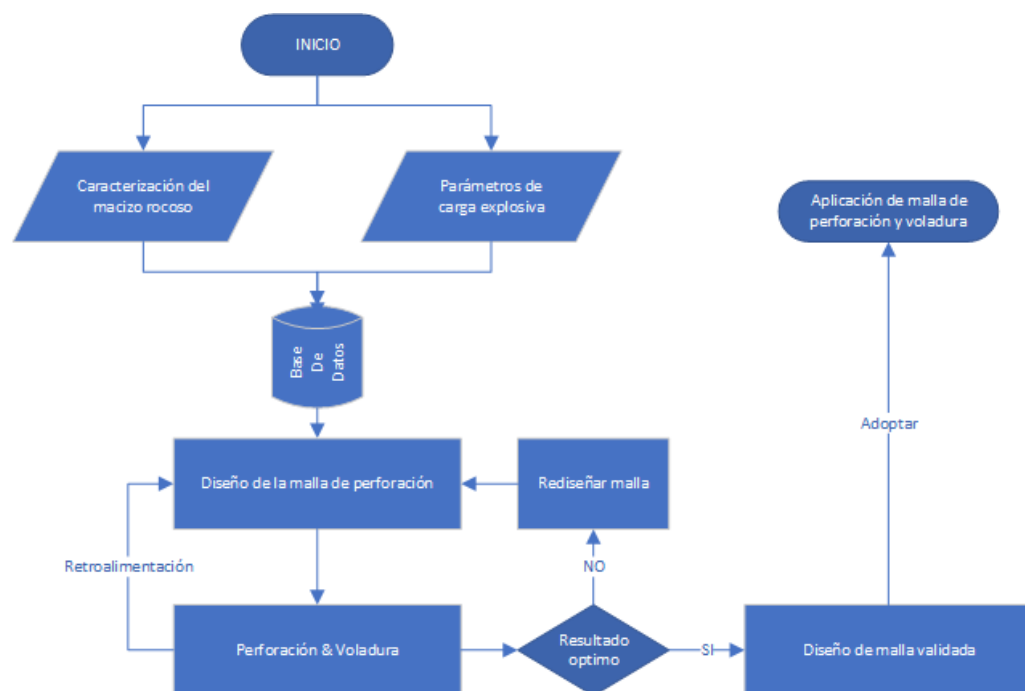 INICIO
Caracterización del
macizo rocoso
Parámetros de
carga explosiva
Aplicación de malla de
perforación y voladura
Base
De
Datos
Adoptar
Diseño de la malla de perforación
Rediseñar malla
Retroalimentación
NO
Perforación & Voladura
Resultado
optimo
SI
Diseño de malla validada